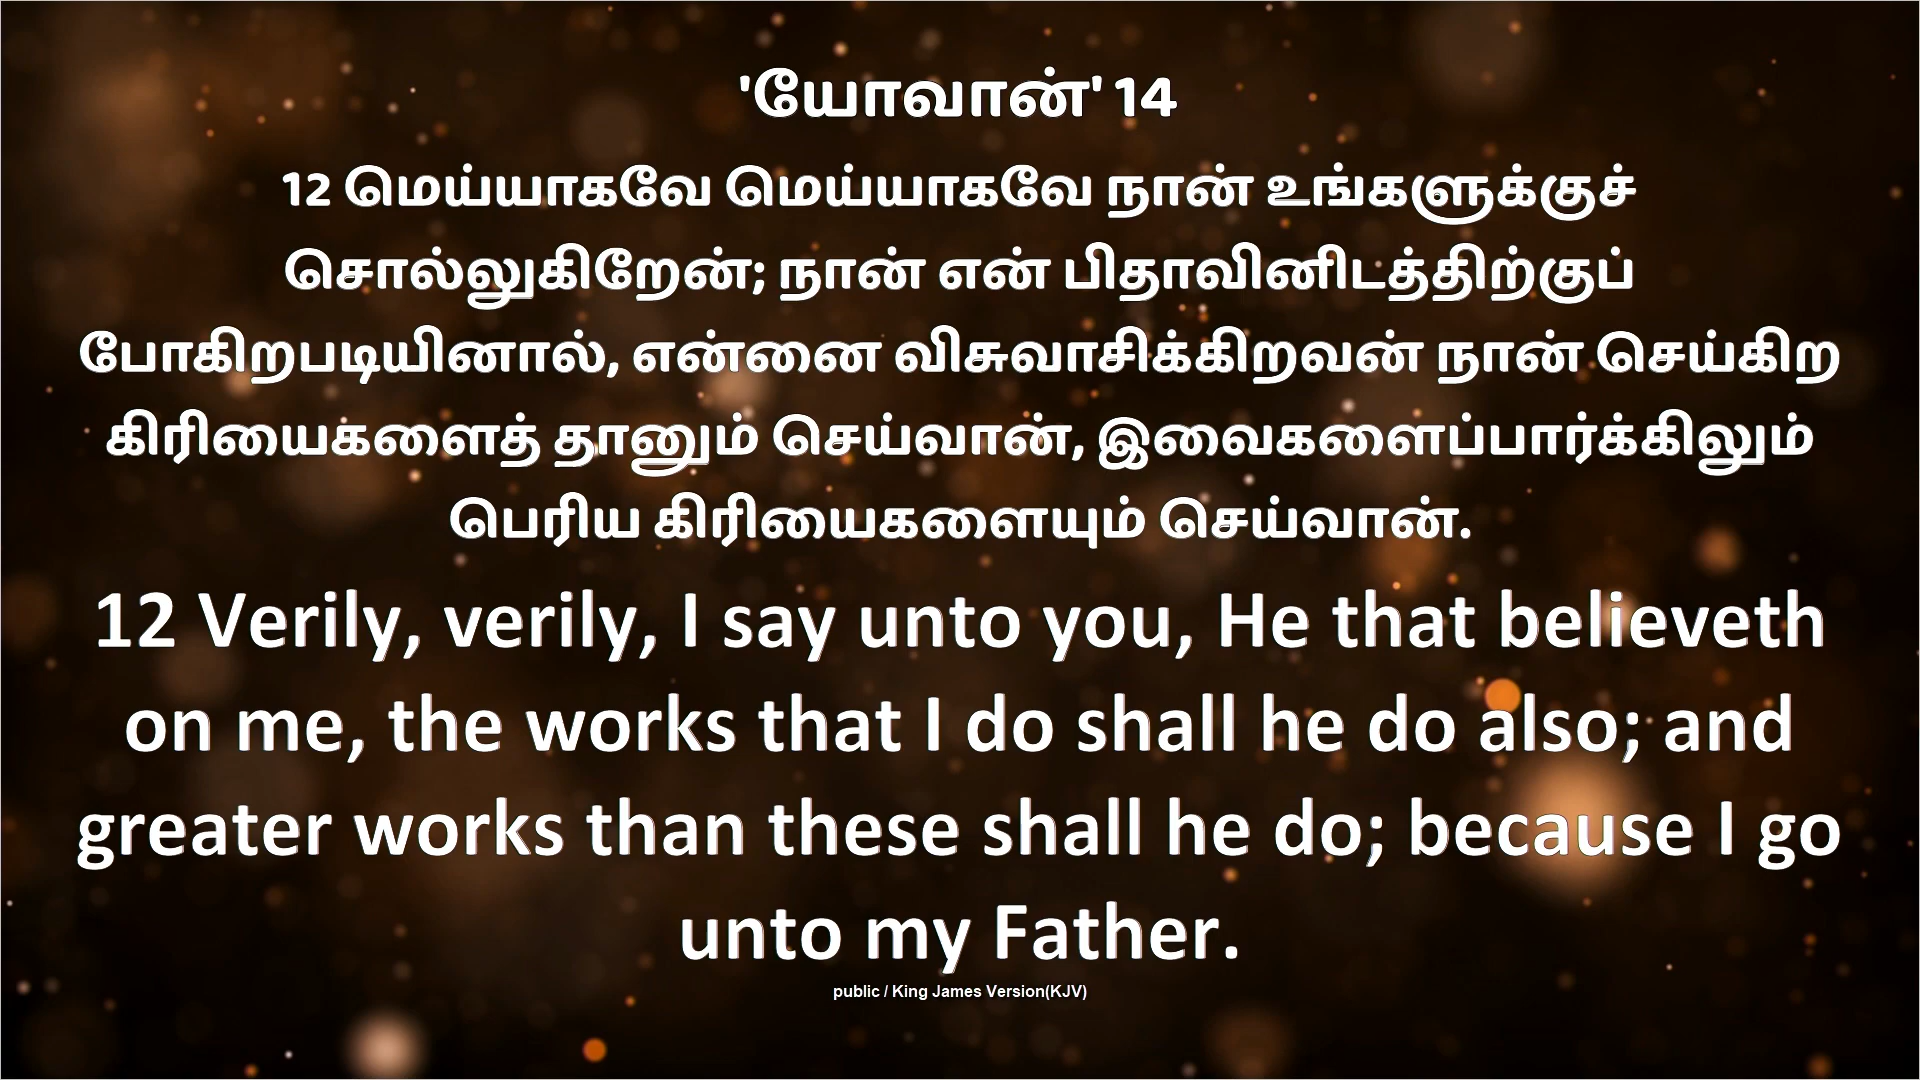 'யோவான்' 14
12 மெய்யாகவே மெய்யாகவே நான் உங்களுக்குச்
சொல்லுகிறேன்; நான் என் பிதாவினிடத்திற்குப்
போகிறபடியினால், என்னை விசுவாசிக்கிறவன் நான் செய்கிற
கிரியைகளைத் தானும் செய்வான், இவைகளைப்பார்க்கிலும்
பெரிய கிரியைகளையும் செய்வான்.
12 Verily, verily, I say unto you, He that believeth
on me, the works that I do shall he do also; and
greater works than these shall he do; because I go
unto my Father.
public / King James Version(KJV)